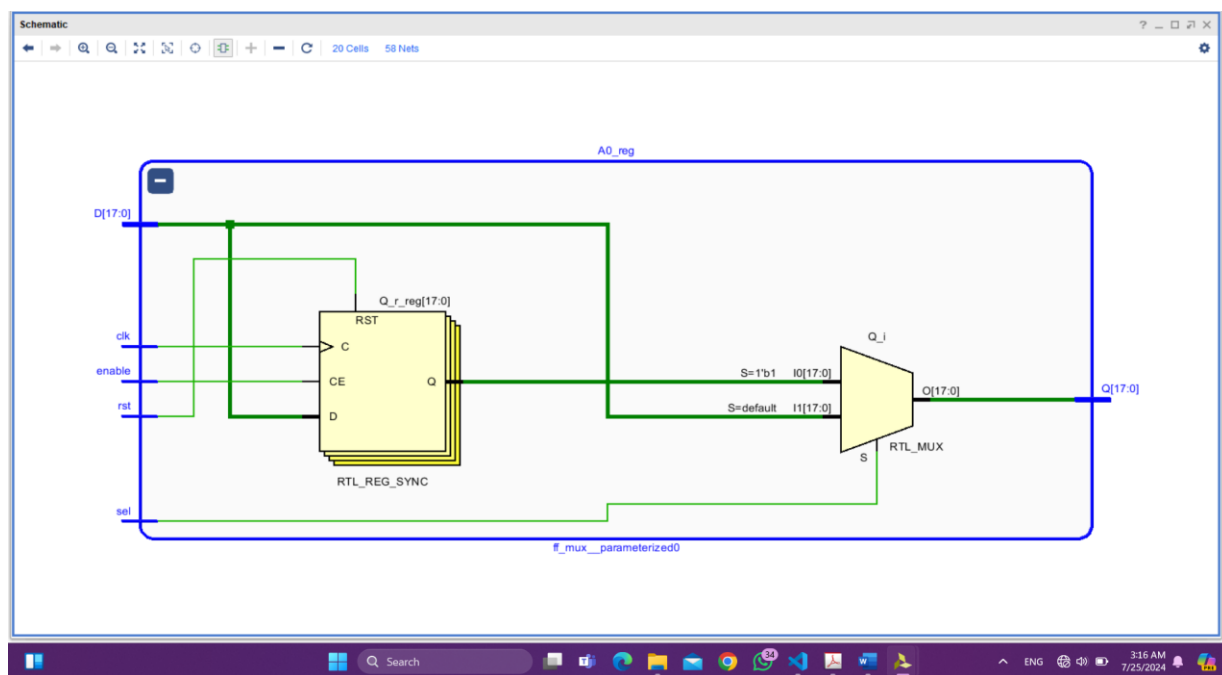 Schematic
20 Cells 58 Nets
A0_reg
D[17:0]
Q_r_reg[17:0]
RST
clk
C
Q_i
enable
CE
Q
S=1'b1 I0[17:0]
O[17:0]
Q[17:0]
rst
D
S=default I1[17:0]
S
RTL_MUX
RTL_REG_SYNC
sel
ff_mux__parameterized0
Search
34
ENG
3:16 AM
7/25/2024